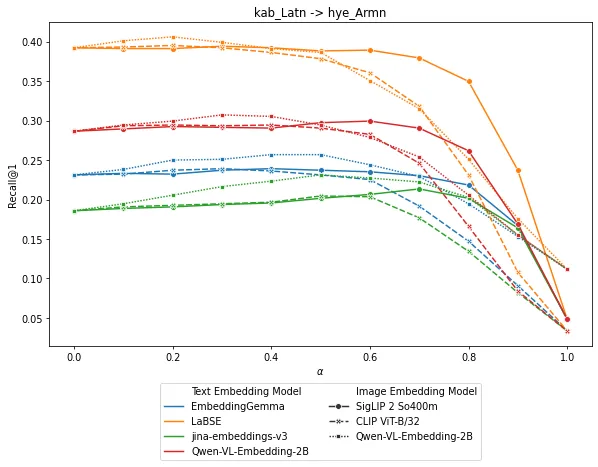 kab_Latn -> hye_Armn
Recall@1
0.40
0.35
0.30
0.25
0.20
0.15
0.10
0.05
0.0 0.2 0.4 0.6 0.8 1.0
α
Text Embedding Model Image Embedding Model
EmbeddingGemma SigLIP 2 So400m
LaBSE CLIP ViT-B/32
jina-embeddings-v3 Qwen-VL-Embedding-2B
Qwen-VL-Embedding-2B